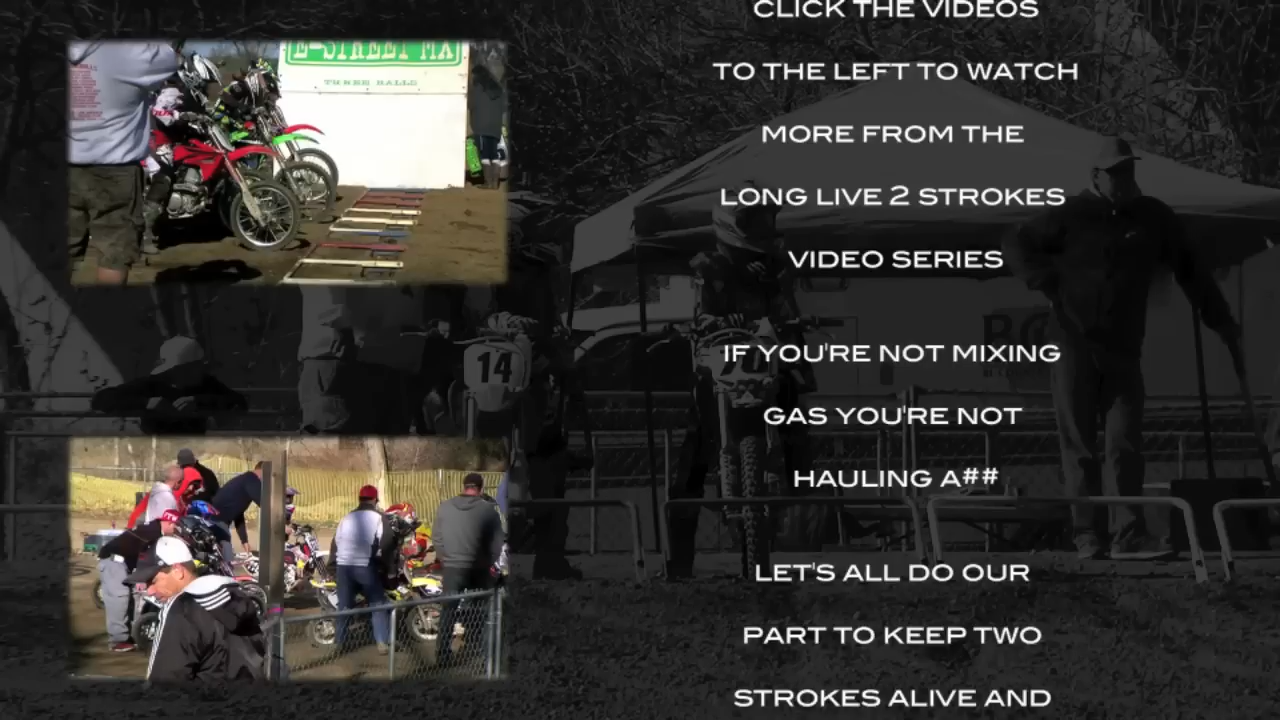 E-STREET MX
THREE BALLS
CLICK THE VIDEOS
TO THE LEFT TO WATCH
MORE FROM THE
LONG LIVE 2 STROKES
VIDEO SERIES
IF YOU'RE NOT MIXING
GAS YOU'RE NOT
HAULING A##
LET'S ALL DO OUR
PART TO KEEP TWO
STROKES ALIVE AND
14